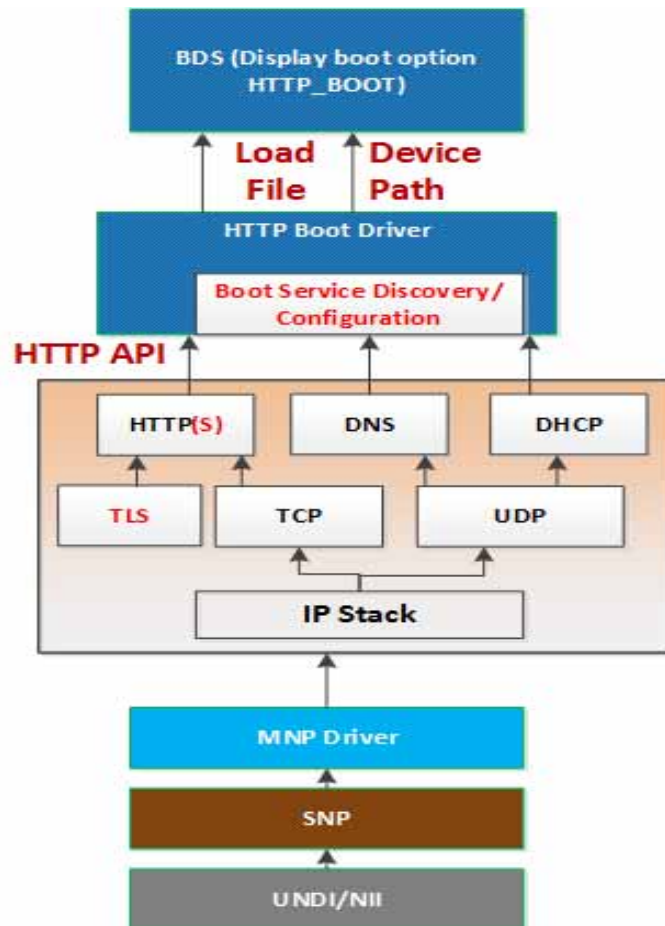 BDS (Display boot option
HTTP_BOOT)
Load
File
Device
Path
HTTP Boot Driver
Boot Service Discovery/
Configuration
HTTP API
HTTP(S)
DNS
DHCP
TLS
TCP
UDP
IP Stack
MNP Driver
SNP
UNDI/NII